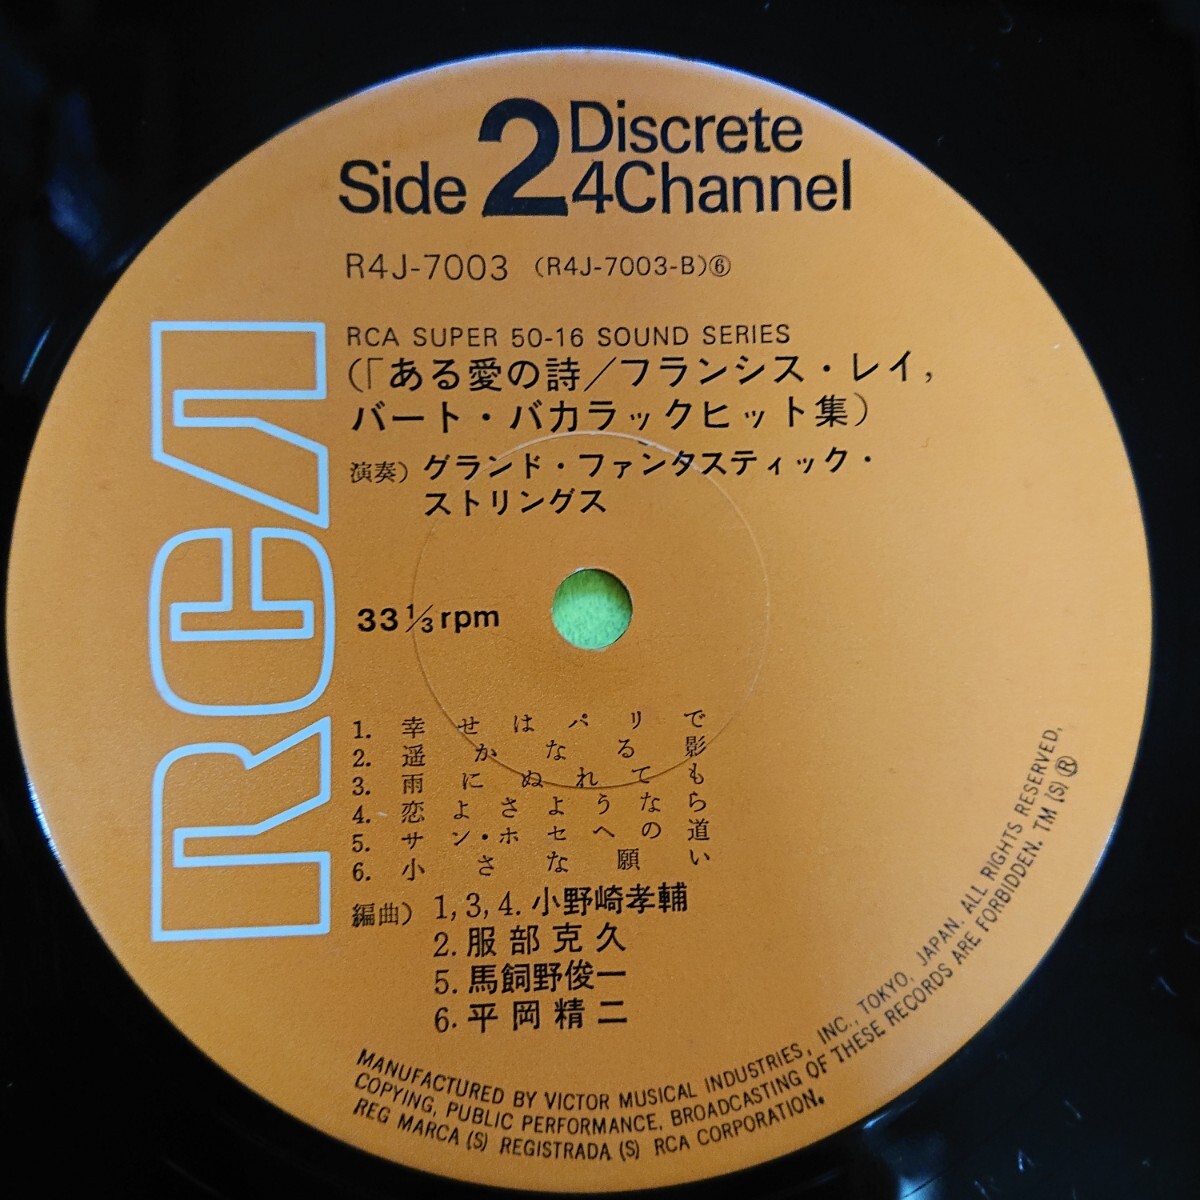 Side 2 Discrete
4Channel
R4J-7003 (R4J-7003-B)⑥
RCA SUPER 50-16 SOUND SERIES
(「ある愛の詩/フランシス・レイ,
バート・バカラックヒット集)
演奏) グランド・ファンタスティック・
ストリングス
33 1/3 rpm
1. 幸せはパリで
2. 遥かなる影
3. 雨にぬれても
4. 恋よさようなら
5. サン・ホセへの道
6. 小さな願い
編曲) 1,3,4. 小野崎孝輔
2. 服部克久
5. 馬飼野俊一
6. 平岡精二
RCA
MANUFACTURED BY VICTOR MUSICAL INDUSTRIES, INC., TOKYO, JAPAN. ALL RIGHTS RESERVED,
COPYING, PUBLIC PERFORMANCE, BROADCASTING OF THESE RECORDS ARE FORBIDDEN. TM (S) ®
REG MARCA (S) REGISTRADA (S) RCA CORPORATION.